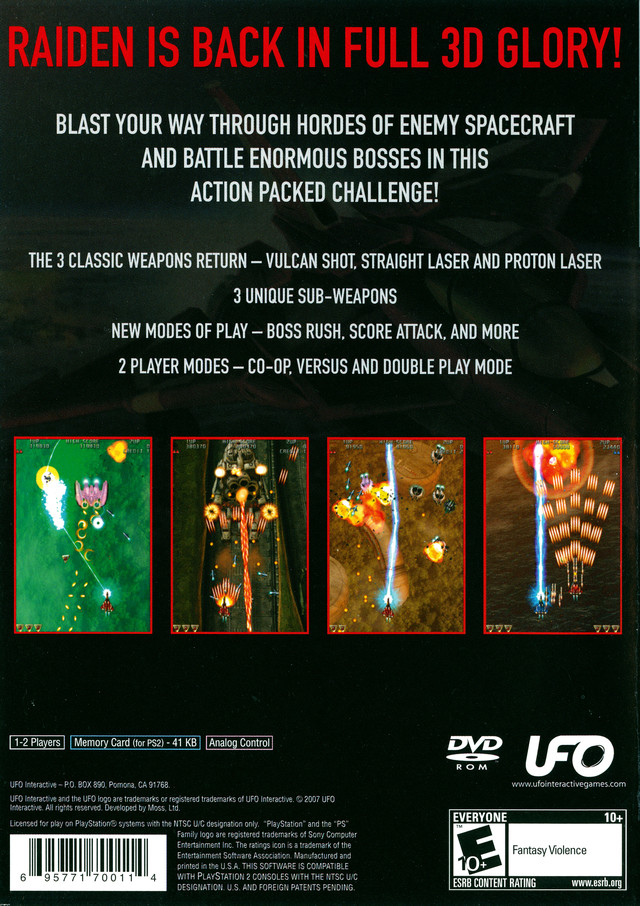 RAIDEN IS BACK IN FULL 3D GLORY!
BLAST YOUR WAY THROUGH HORDES OF ENEMY SPACECRAFT
AND BATTLE ENORMOUS BOSSES IN THIS
ACTION PACKED CHALLENGE!
THE 3 CLASSIC WEAPONS RETURN – VULCAN SHOT, STRAIGHT LASER AND PROTON LASER
3 UNIQUE SUB-WEAPONS
NEW MODES OF PLAY – BOSS RUSH, SCORE ATTACK, AND MORE
2 PLAYER MODES – CO-OP, VERSUS AND DOUBLE PLAY MODE
1-2 Players
Memory Card (for PS2) - 41 KB
Analog Control
DVD
ROM
UFO
www.ufointeractivegames.com
UFO Interactive – P.O. BOX 890, Pomona, CA 91768.
UFO Interactive and the UFO logo are trademarks or registered trademarks of UFO Interactive. © 2007 UFO
Interactive. All rights reserved. Developed by Moss, Ltd.
Licensed for play on PlayStation® systems with the NTSC U/C designation only. "PlayStation" and the "PS"
Family logo are registered trademarks of Sony Computer
Entertainment Inc. The ratings icon is a trademark of the
Entertainment Software Association. Manufactured and
printed in the U.S.A. THIS SOFTWARE IS COMPATIBLE
WITH PLAYSTATION 2 CONSOLES WITH THE NTSC U/C
DESIGNATION. U.S. AND FOREIGN PATENTS PENDING.
6 95771 70011 4
EVERYONE 10+
TM
E
10+
Fantasy Violence
ESRB CONTENT RATING www.esrb.org